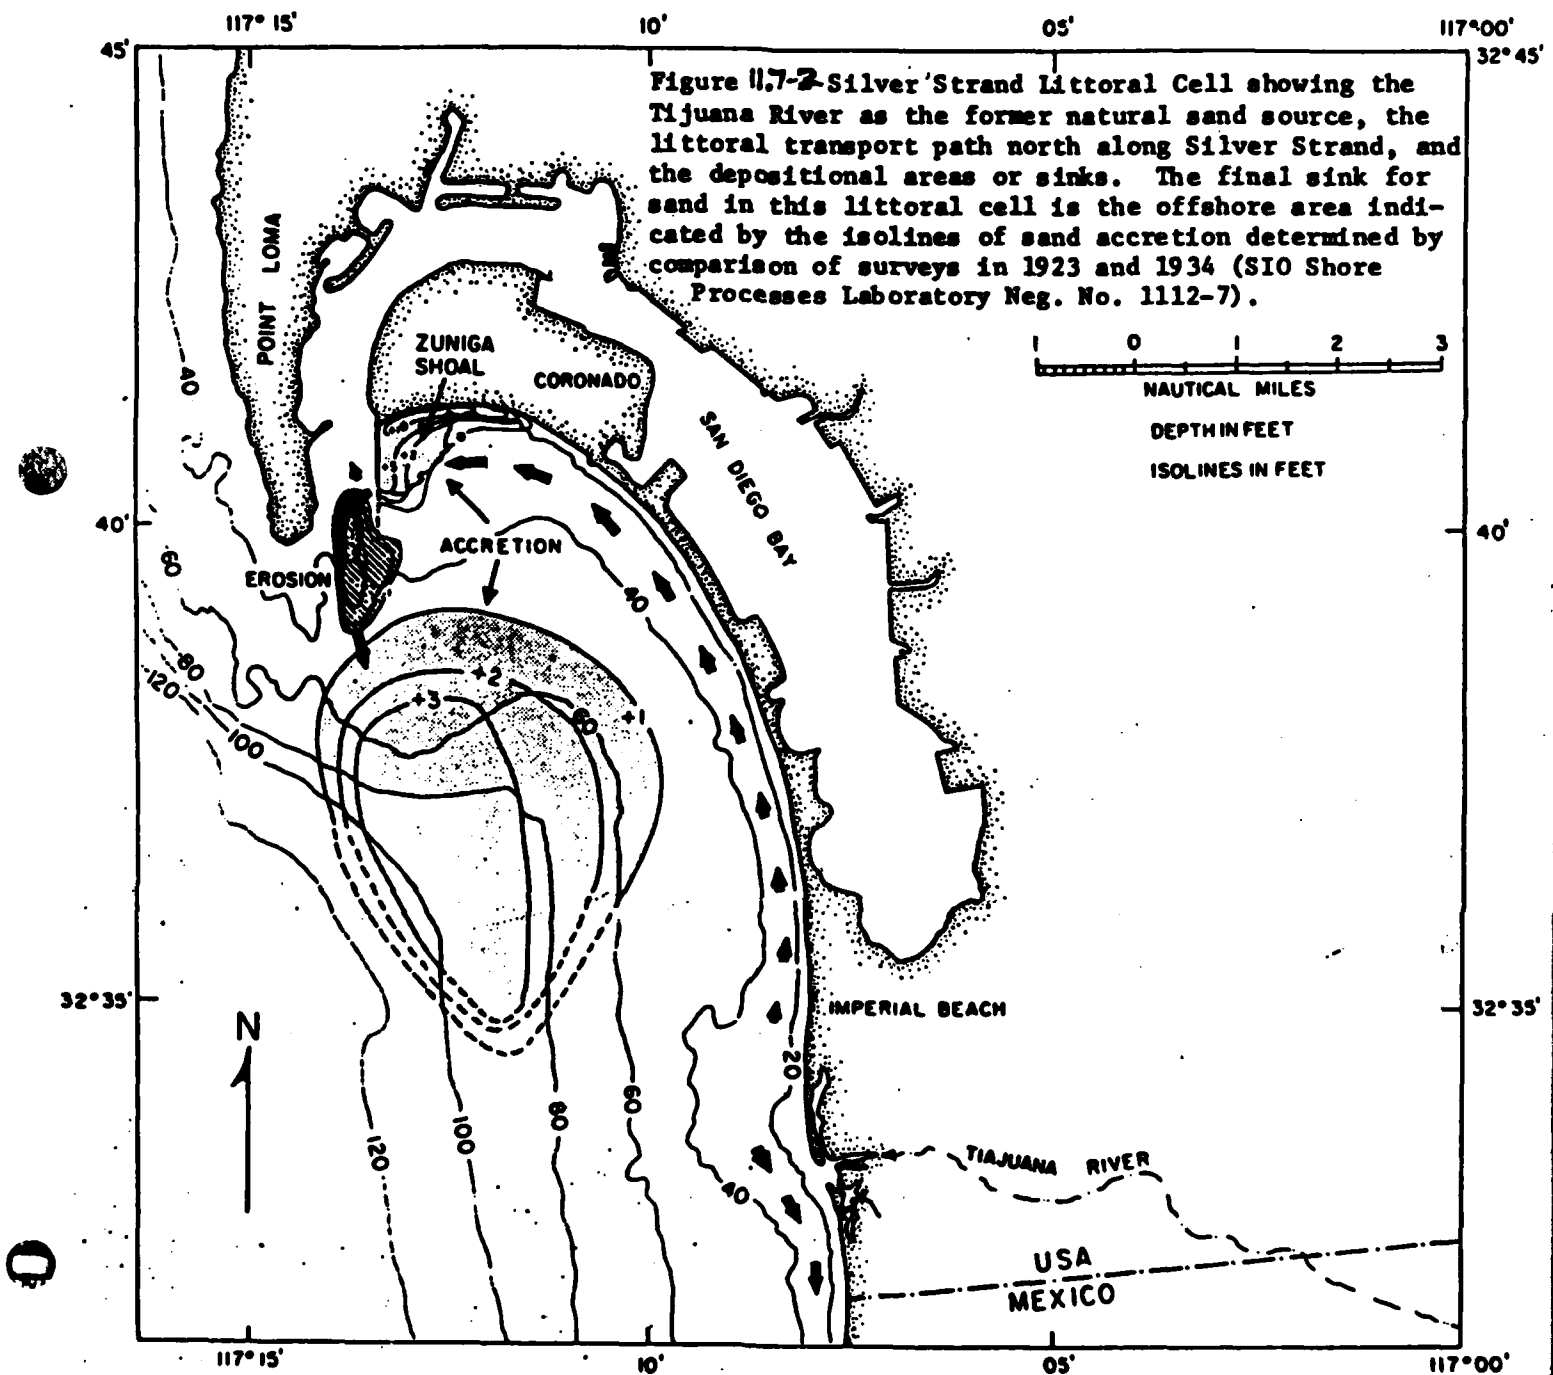 117° 15'
10'
05'
117°00'
45'
32°45'
Figure 11.7-2 Silver Strand Littoral Cell showing the
Tijuana River as the former natural sand source, the
littoral transport path north along Silver Strand, and
the depositional areas or sinks. The final sink for
sand in this littoral cell is the offshore area indi-
cated by the isolines of sand accretion determined by
comparison of surveys in 1923 and 1934 (SIO Shore
Processes Laboratory Neg. No. 1112-7).
1 0 1 2 3
NAUTICAL MILES
DEPTH IN FEET
ISOLINES IN FEET
POINT LOMA
ZUNIGA
SHOAL
CORONADO
SAN DIEGO BAY
40
40'
40'
60
ACCRETION
EROSION
40
80
120
100
+2
+3
60
+1
32°35'
32°35'
N
IMPERIAL BEACH
20
120
100
80
60
40
TIAJUANA RIVER
USA
MEXICO
117°15'
10'
05'
117°00'